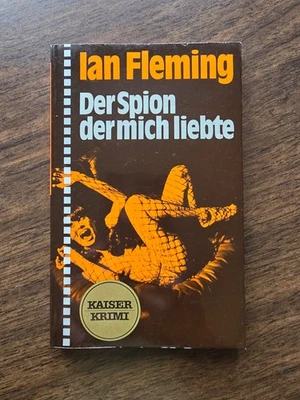 Ian Fleming
Der Spion
der mich liebte
KAISER
KRIMI